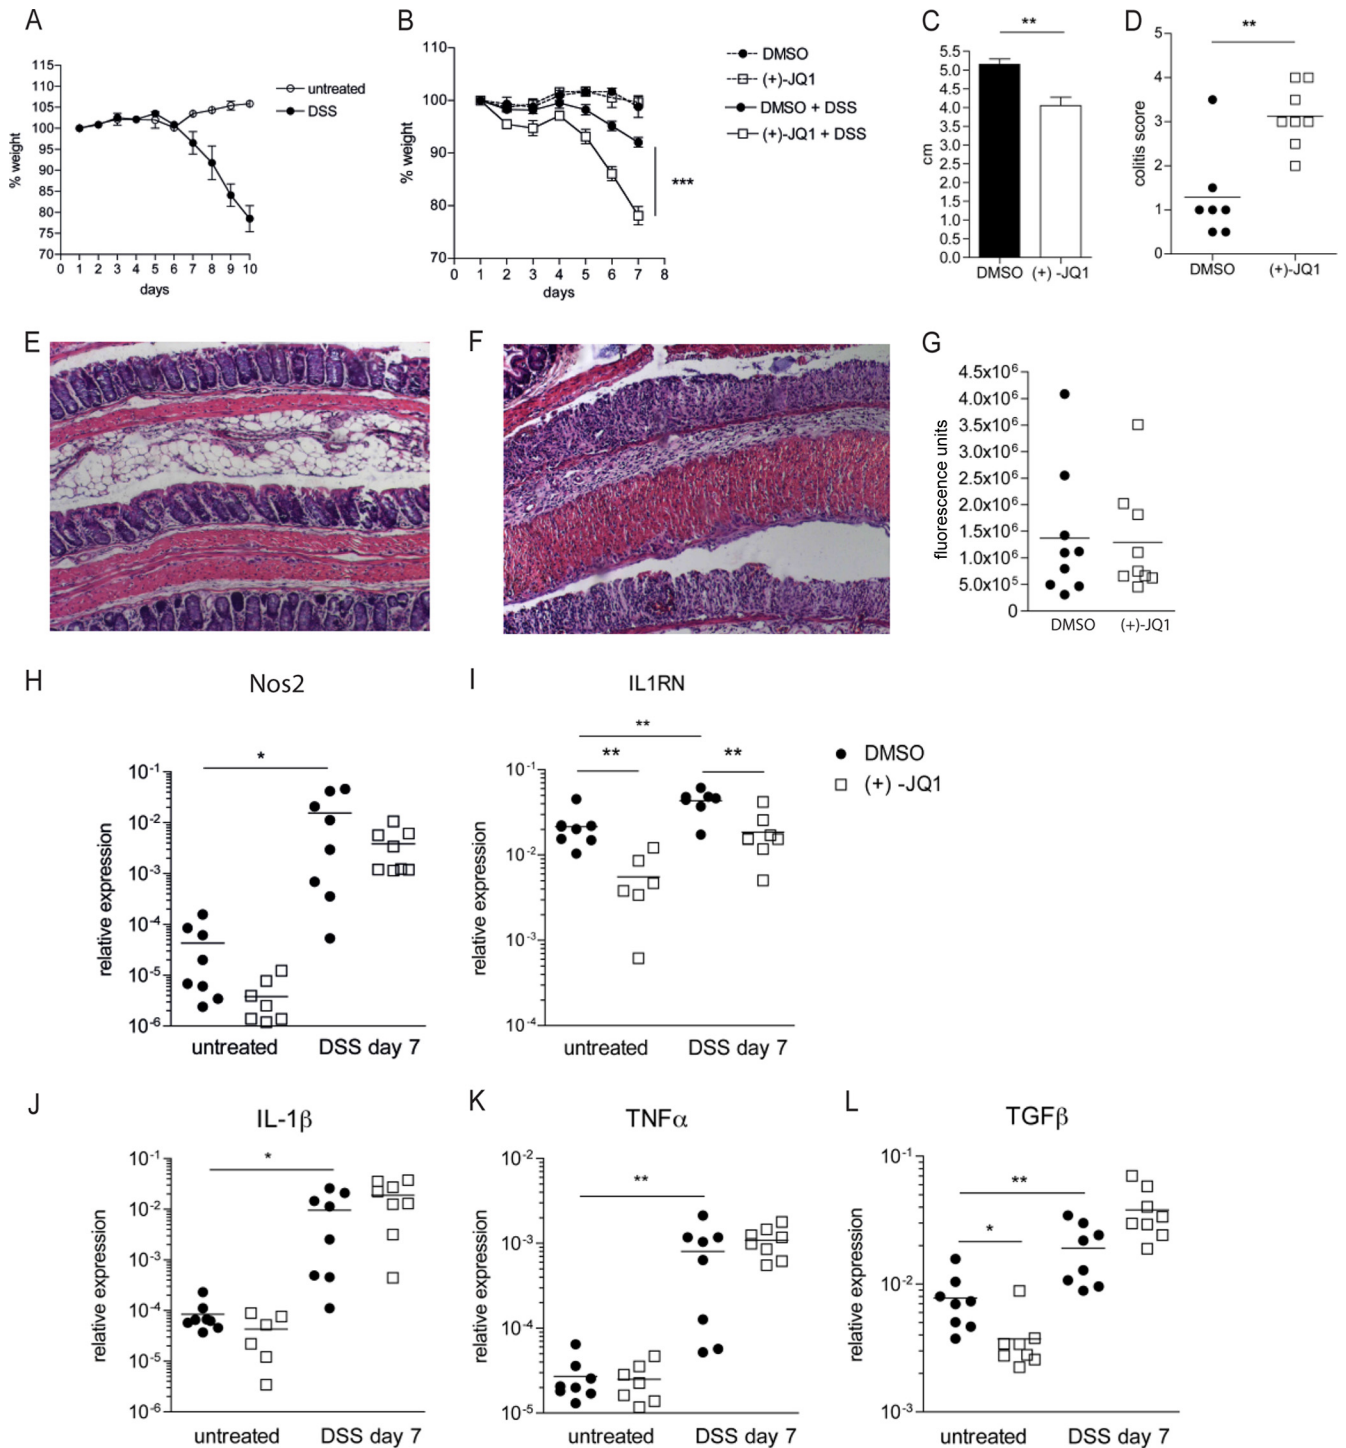 A
115
110
105
100
95
90
85
80
75
70
% weight
0 1 2 3 4 5 6 7 8 9 10
days
untreated
DSS
B
110
100
90
80
70
% weight
0 1 2 3 4 5 6 7 8
days
***
DMSO
(+)-JQ1
DMSO + DSS
(+)-JQ1 + DSS
C
**
5.5
5.0
4.5
4.0
3.5
3.0
4.5
5.0
1.5
1.0
0.5
0.0
cm
DMSO (+) -JQ1
D
**
5
4
3
2
1
0
colitis score
DMSO (+)-JQ1
E
F
G
4.5x10⁶
4.0x10⁶
3.5x10⁶
3.0x10⁶
2.5x10⁶
2.0x10⁶
1.5x10⁶
1.0x10⁶
5.0x10⁵
0
fluorescence units
DMSO (+)-JQ1
H
Nos2
*
10⁻¹
10⁻²
10⁻³
10⁻⁴
10⁻⁵
10⁻⁶
relative expression
untreated DSS day 7
I
IL1RN
**
** **
10⁻¹
10⁻²
10⁻³
10⁻⁴
relative expression
untreated DSS day 7
DMSO
(+) -JQ1
J
IL-1β
*
10⁻¹
10⁻²
10⁻³
10⁻⁴
10⁻⁵
10⁻⁶
relative expression
untreated DSS day 7
K
TNFα
**
10⁻²
10⁻³
10⁻⁴
10⁻⁵
relative expression
untreated DSS day 7
L
TGFβ
**
*
10⁻¹
10⁻²
10⁻³
relative expression
untreated DSS day 7